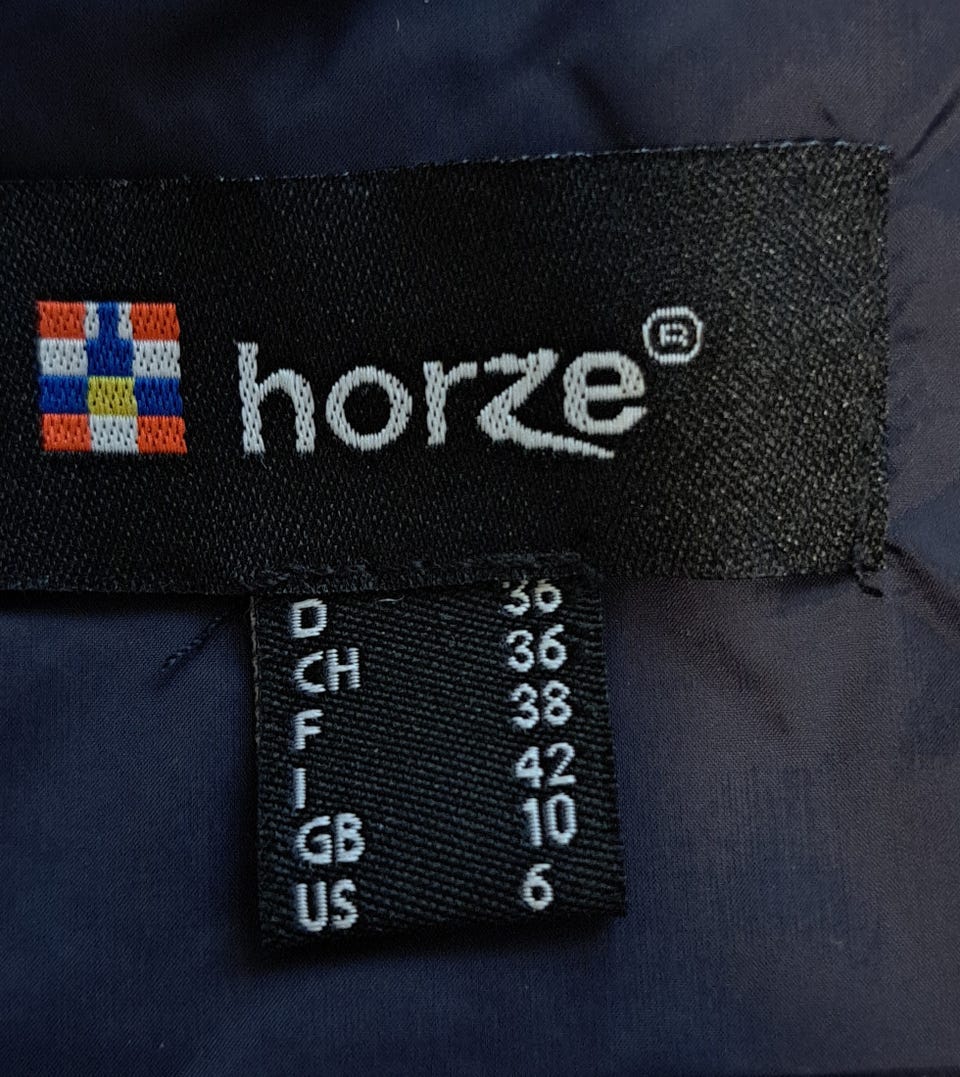 horze®
D 36
CH 36
F 38
I 42
GB 10
US 6